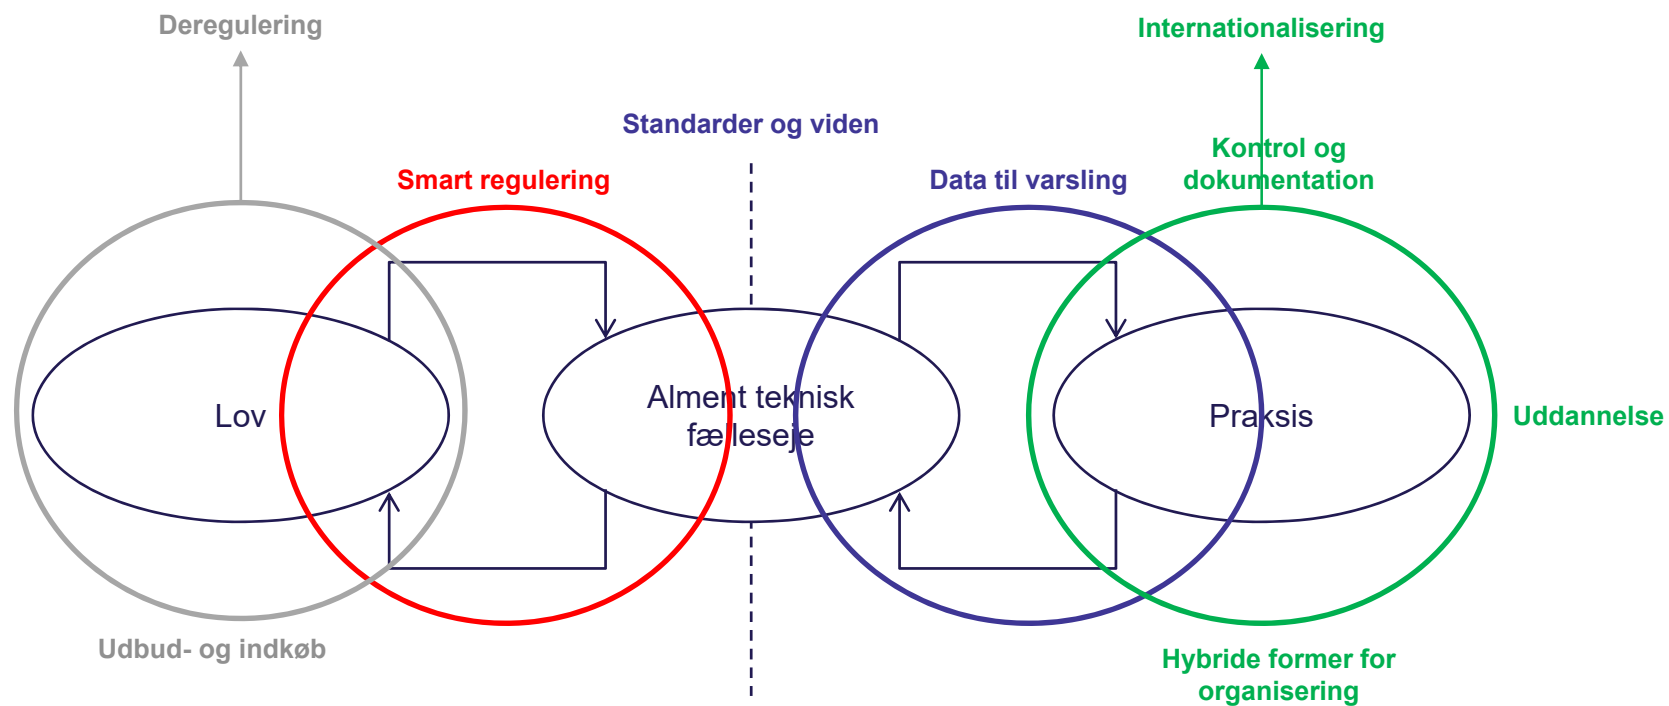 Deregulering
Internationalisering
Standarder og viden
Kontrol og
dokumentation
Smart regulering
Data til varsling
Lov
Alment teknisk
fælleseje
Praksis
Uddannelse
Udbud- og indkøb
Hybride former for
organisering